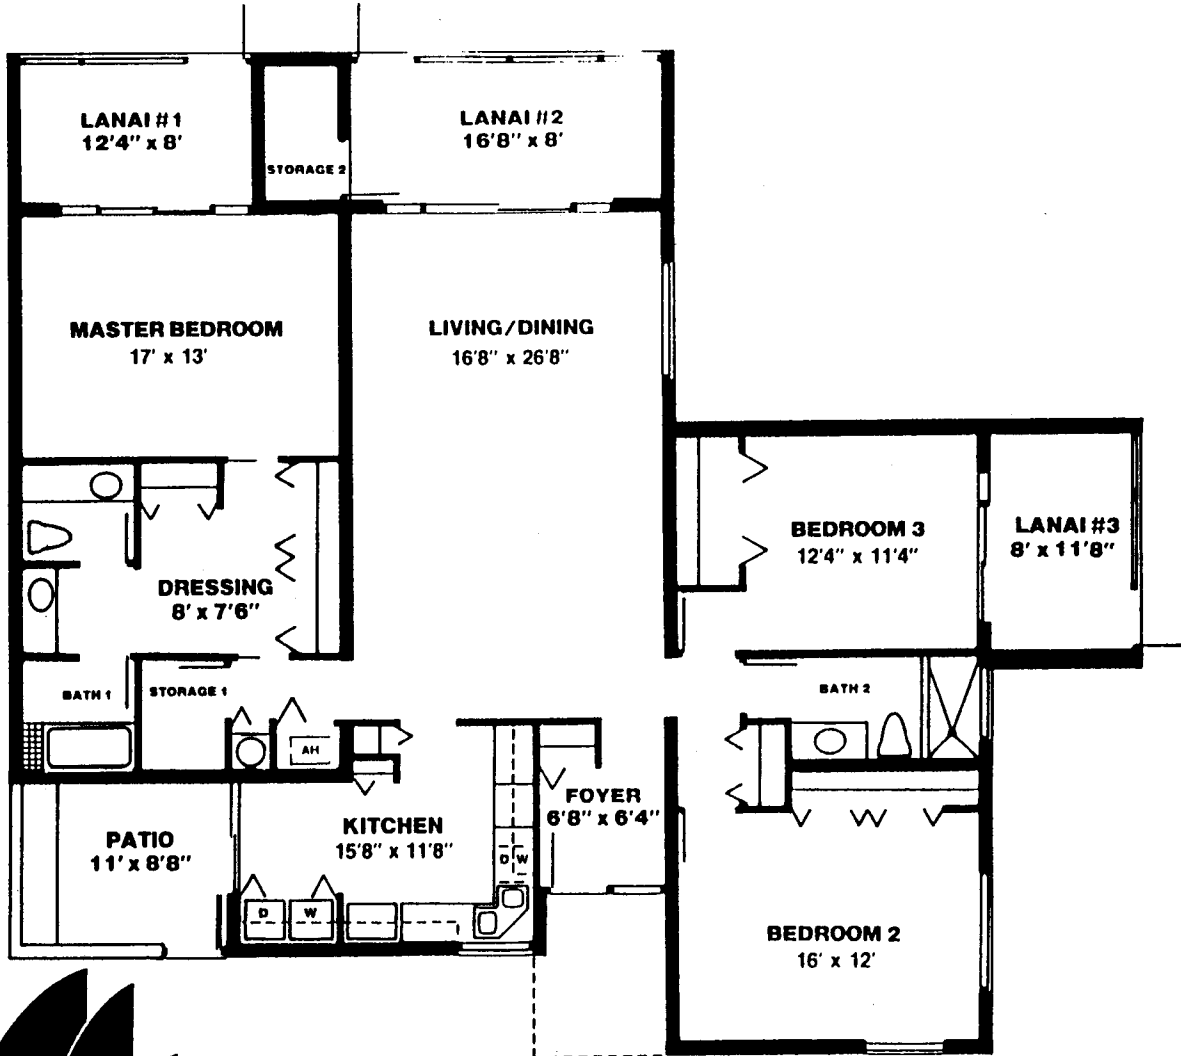 LANAI #1
12'4" x 8'
STORAGE 2
LANAI #2
16'8" x 8'
MASTER BEDROOM
17' x 13'
LIVING/DINING
16'8" x 26'8"
BEDROOM 3
12'4" x 11'4"
LANAI #3
8' x 11'8"
DRESSING
8' x 7'6"
BATH 1
STORAGE 1
BATH 2
AH
FOYER
6'8" x 6'4"
KITCHEN
15'8" x 11'8"
PATIO
11' x 8'8"
D W
D
W
BEDROOM 2
16' x 12'